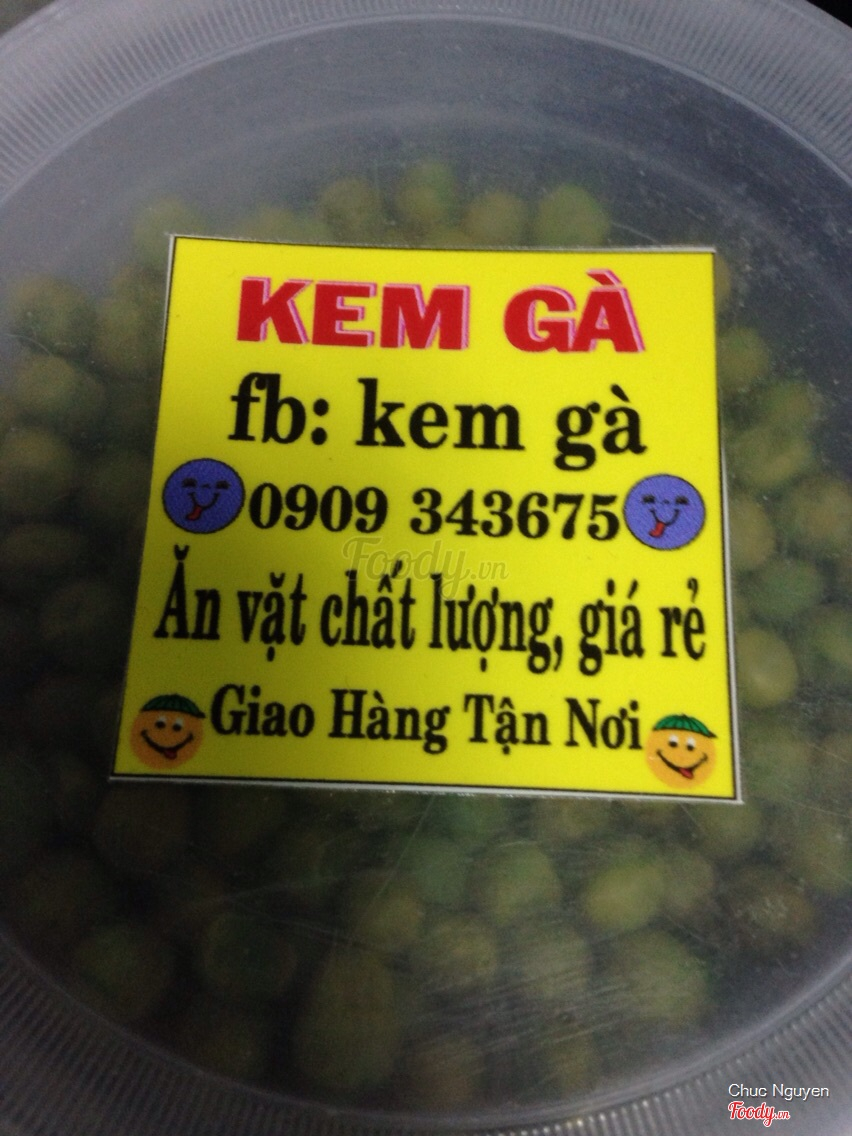 KEM GÀ
fb: kem gà
0909 343675
Foody.vn
Ăn vặt chất lượng, giá rẻ
Giao Hàng Tận Nơi
Chuc Nguyen
Foody.vn